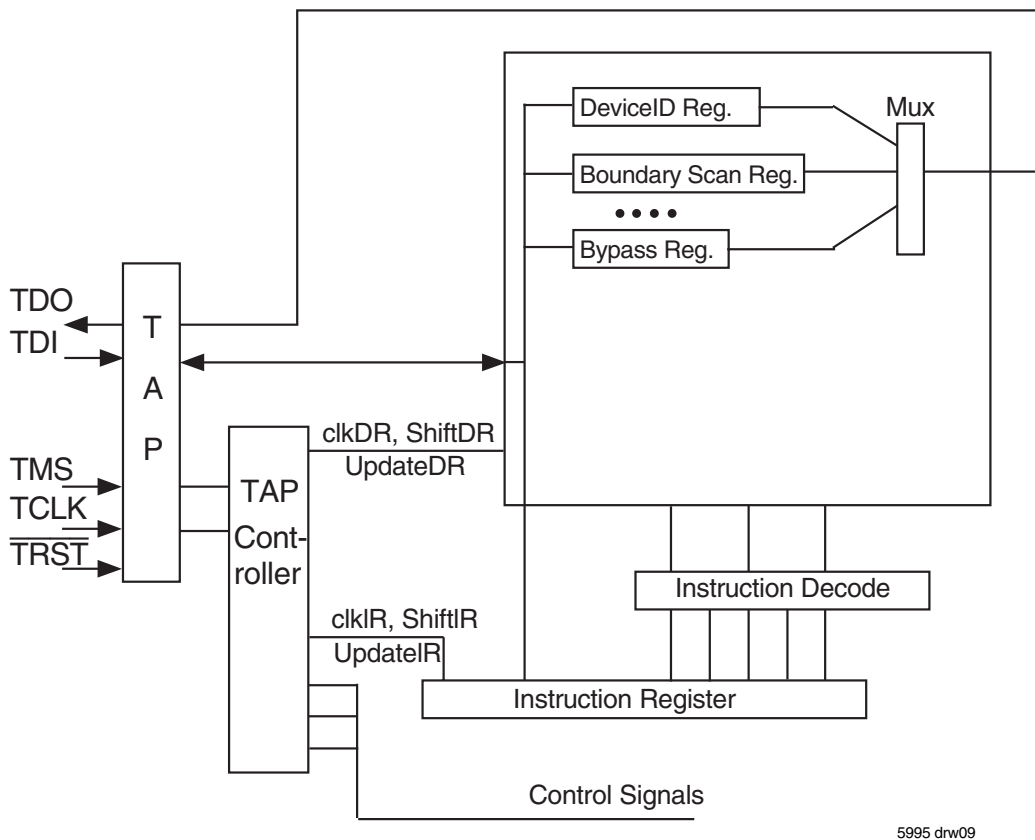 DeviceID Reg.
Mux
Boundary Scan Reg.
Bypass Reg.
TDO
TDI
T
A
P
TMS
TCLK
TRST
clkDR, ShiftDR
UpdateDR
TAP
Cont-
roller
Instruction Decode
clkIR, ShiftIR
UpdateIR
Instruction Register
Control Signals
5995 drw09